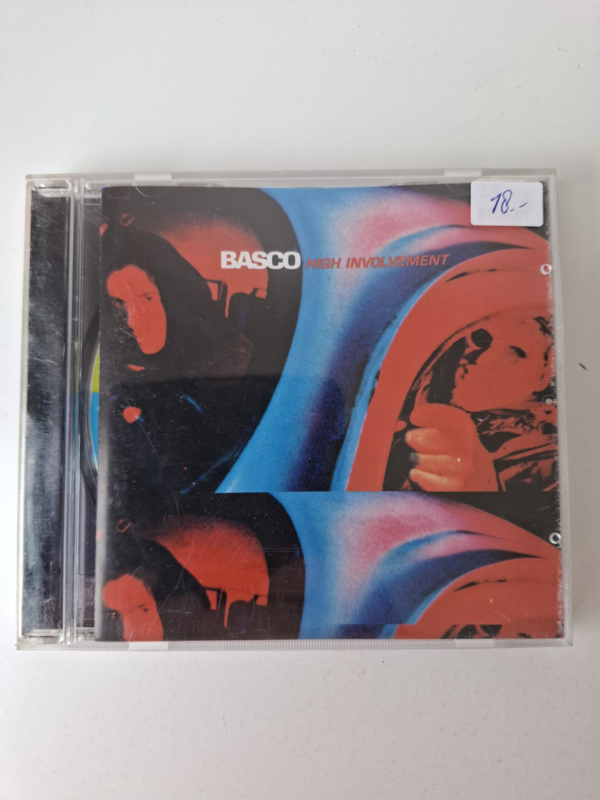 18.-
BASCO HIGH INVOLVEMENT